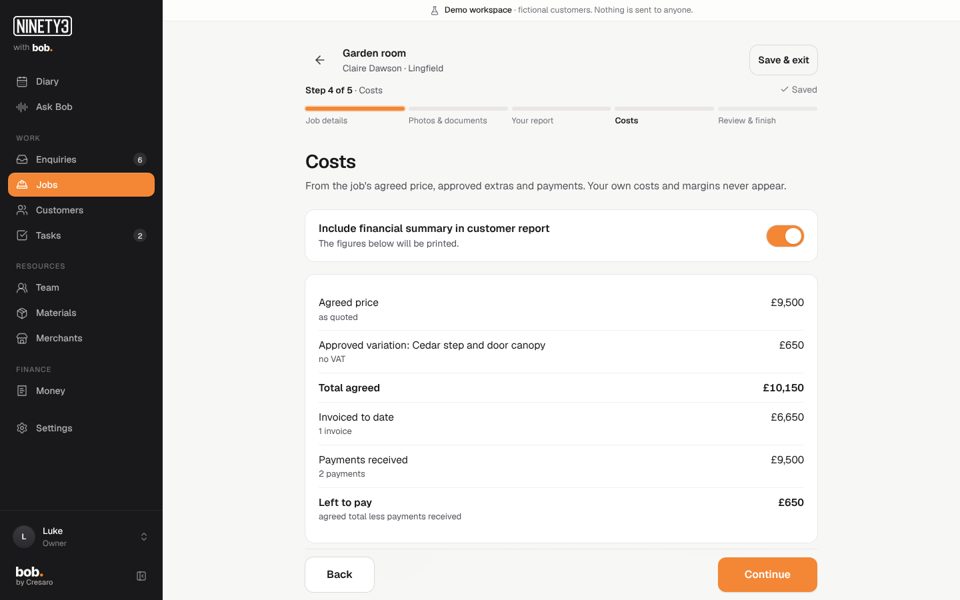 NINETY3
with bob.
Diary
Ask Bob
WORK
Enquiries 6
Jobs
Customers
Tasks 2
RESOURCES
Team
Materials
Merchants
FINANCE
Money
Settings
L
Luke
Owner
bob.
by Cresaro
Demo workspace · fictional customers. Nothing is sent to anyone.
Garden room
Claire Dawson · Lingfield
Save & exit
Step 4 of 5 · Costs
Saved
Job details
Photos & documents
Your report
Costs
Review & finish
Costs
From the job's agreed price, approved extras and payments. Your own costs and margins never appear.
Include financial summary in customer report
The figures below will be printed.
Agreed price £9,500
as quoted
Approved variation: Cedar step and door canopy £650
no VAT
Total agreed £10,150
Invoiced to date £6,650
1 invoice
Payments received £9,500
2 payments
Left to pay £650
agreed total less payments received
Back
Continue